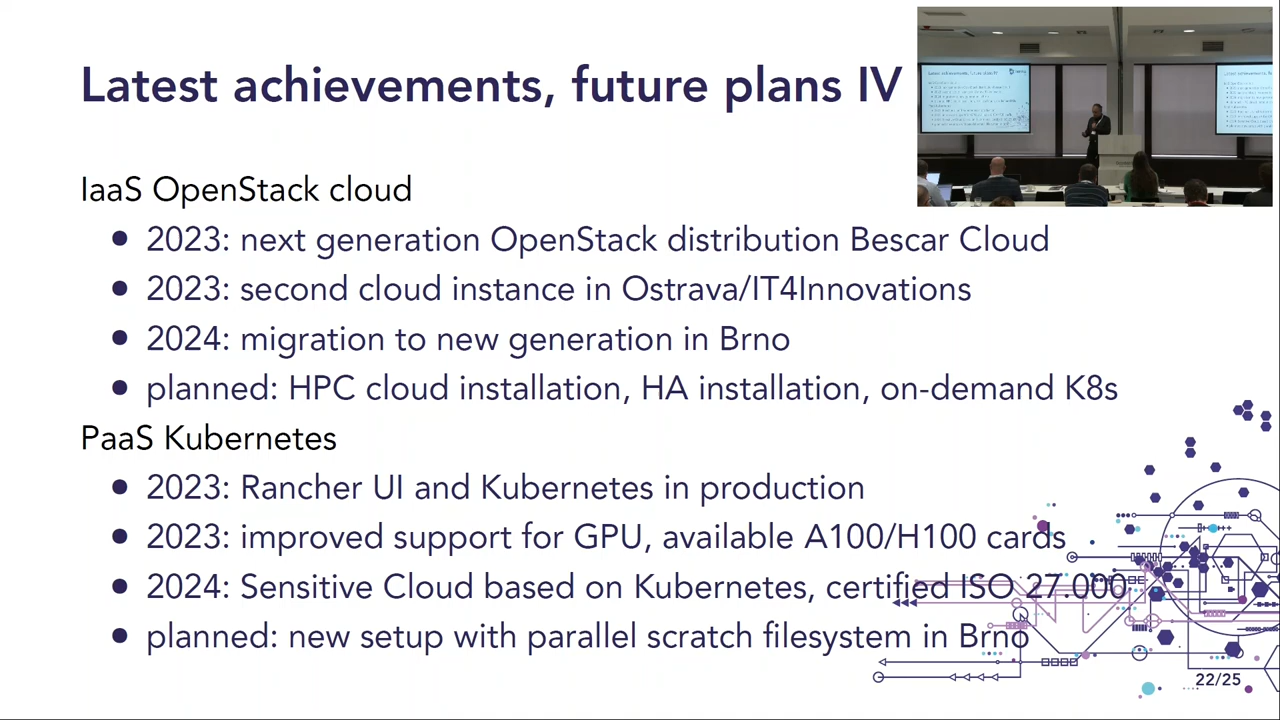 Latest achievements, future plans IV
IaaS OpenStack cloud
● 2023: next generation OpenStack distribution Bescar Cloud
● 2023: second cloud instance in Ostrava/IT4Innovations
● 2024: migration to new generation in Brno
● planned: HPC cloud installation, HA installation, on-demand K8s
PaaS Kubernetes
● 2023: Rancher UI and Kubernetes in production
● 2023: improved support for GPU, available A100/H100 cards
● 2024: Sensitive Cloud based on Kubernetes, certified ISO 27.000
● planned: new setup with parallel scratch filesystem in Brno
22/25